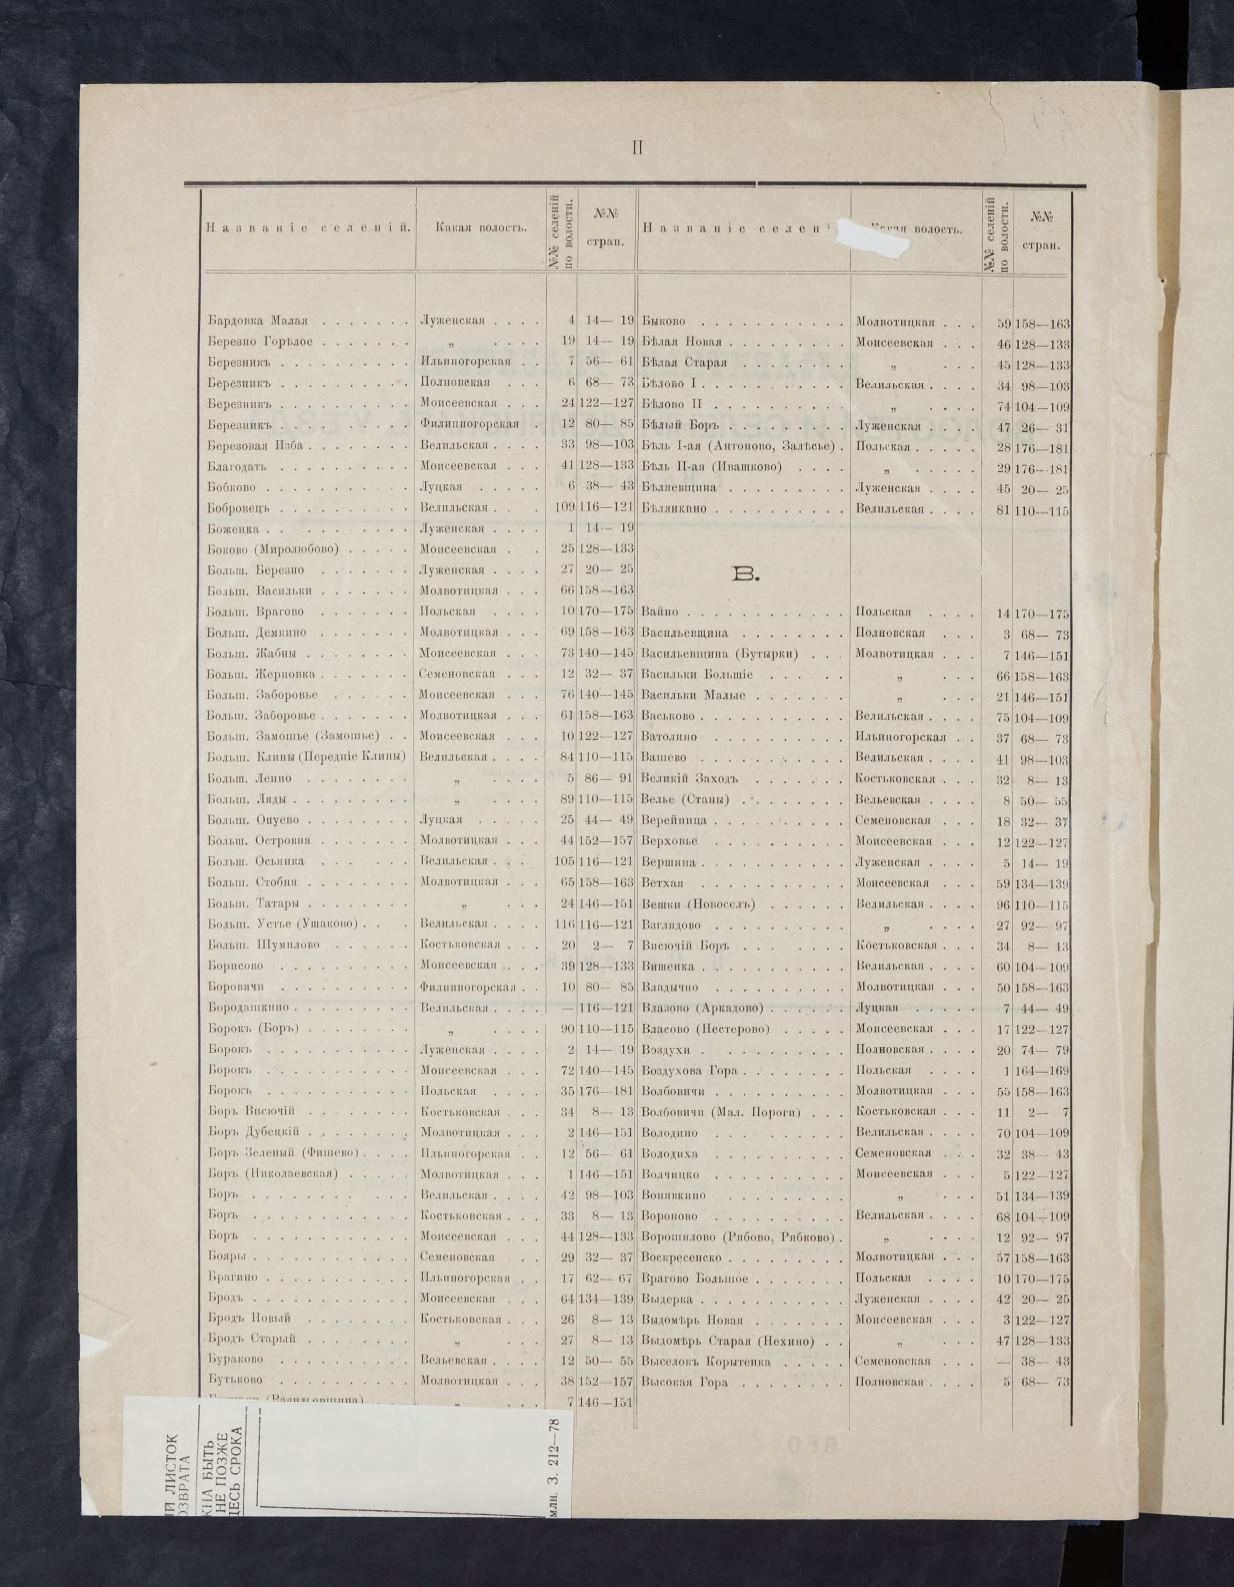 II
Названіе селеній. Какая волость. №№ селеній по волости. №№ стран.
Бардовка Малая Луженская 4 14— 19
Березно Горѣлое „ 19 14— 19
Березникъ Ильиногорская 7 56— 61
Березникъ Полновская 6 68— 73
Березникъ Моисеевская 24 122—127
Березникъ Филипногорская 12 80— 85
Березовая Изба Велильская 33 98—103
Благодать Моисеевская 41 128—133
Бобково Луцкая 6 38— 43
Бобровецъ Велильская 109 116—121
Боженка Луженская 1 14— 19
Боково (Миролюбово) Моисеевская 25 128—133
Больш. Березно Луженская 27 20— 25
Больш. Васильки Молвотицкая 66 158—163
Больш. Врагово Польская 10 170—175
Больш. Демкино Молвотицкая 69 158—163
Больш. Жабны Моисеевская 73 140—145
Больш. Жерновка Семеновская 12 32— 37
Больш. Заборовье Моисеевская 76 140—145
Больш. Заборовье Молвотицкая 61 158—163
Больш. Замошье (Замошье) Моисеевская 10 122—127
Больш. Клины (Передніе Клины) Велильская 84 110—115
Больш. Ленно „ 5 86— 91
Больш. Ляды „ 89 110—115
Больш. Опуево Луцкая 25 44— 49
Больш. Островня Молвотицкая 44 152—157
Больш. Осьинка Велильская 105 116—121
Больш. Стобня Молвотицкая 65 158—163
Больш. Татары „ 24 146—151
Больш. Устье (Ушаково) Велильская 116 116—121
Больш. Шумилово Костьковская 20 2— 7
Борисово Моисеевская 39 128—133
Боровичи Филипногорская 10 80— 85
Бородашкино Велильская — 116—121
Борокъ (Боръ) „ 90 110—115
Борокъ Луженская 2 14— 19
Борокъ Моисеевская 72 140—145
Борокъ Польская 35 176—181
Боръ Висючій Костьковская 34 8— 13
Боръ Дубецкій Молвотицкая 2 146—151
Боръ Зеленый (Фишево) Ильиногорская 12 56— 61
Боръ (Николаевская) Молвотицкая 1 146—151
Боръ Велильская 42 98—103
Боръ Костьковская 33 8— 13
Боръ Моисеевская 44 128—133
Бояры Семеновская 29 32— 37
Брагино Ильиногорская 17 62— 67
Бродъ Моисеевская 64 134—139
Бродъ Новый Костьковская 26 8— 13
Бродъ Старый „ 27 8— 13
Бураково Вельевская 12 50— 55
Бутьково Молвотицкая 38 152—157
„ 7 146—151
Названіе селен Какая волость. №№ селеній по волости. №№ стран.
Быково Молвотицкая 59 158—163
Бѣлая Новая Моисеевская 46 128—133
Бѣлая Старая „ 45 128—133
Бѣлово I Велильская 34 98—103
Бѣлово II „ 74 104—109
Бѣлый Боръ Луженская 47 26— 31
Бѣль I-ая (Антоново, Залѣсье) Польская 28 176—181
Бѣль II-ая (Ивашково) „ 29 176—181
Бѣляевщина Луженская 45 20— 25
Бѣлянкино Велильская 81 110—115
В.
Вайно Польская 14 170—175
Васильевщина Полновская 3 68— 73
Васильевщина (Бутырки) Молвотицкая 7 146—151
Васильки Большіе „ 66 158—163
Васильки Малые „ 21 146—151
Васьково Велильская 75 104—109
Ватолино Ильиногорская 37 68— 73
Вашево Велильская 41 98—103
Великій Заходъ Костьковская 32 8— 13
Велье (Станы) Вельевская 8 50— 55
Верейница Семеновская 18 32— 37
Верховье Моисеевская 12 122—127
Вершина Луженская 5 14— 19
Ветхая Моисеевская 59 134—139
Вешки (Новоселъ) Велильская 96 110—115
Взглядово „ 27 92— 97
Висючій Боръ Костьковская 34 8— 13
Вишенка Велильская 60 104—109
Владычно Молвотицкая 50 158—163
Влазово (Аркадово) Луцкая 7 44— 49
Власово (Нестерово) Моисеевская 17 122—127
Воздухи Полновская 20 74— 79
Воздухова Гора Польская 1 164—169
Волбовичи Молвотицкая 55 158—163
Волбовичи (Мал. Пороги) Костьковская 11 2— 7
Володино Велильская 70 104—109
Володиха Семеновская 32 38— 43
Волчицко Моисеевская 5 122—127
Вонявкино „ 51 134—139
Вороново Велильская 68 104—109
Ворошилово (Рябово, Рябково) „ 12 92— 97
Воскресенско Молвотицкая 57 158—163
Врагово Большое Польская 10 170—175
Выдерка Луженская 42 20— 25
Выдомѣрь Новая Моисеевская 3 122—127
Выдомѣрь Старая (Нехино) „ 47 128—133
Выселокъ Корытенка Семеновская — 38— 43
Высокая Гора Полновская 5 68— 73
Й ЛИСТОК
ОЗВРАТА
ЖНА БЫТЬ
НЕ ПОЗЖЕ
ДЕСЬ СРОКА
млн. З. 212—78